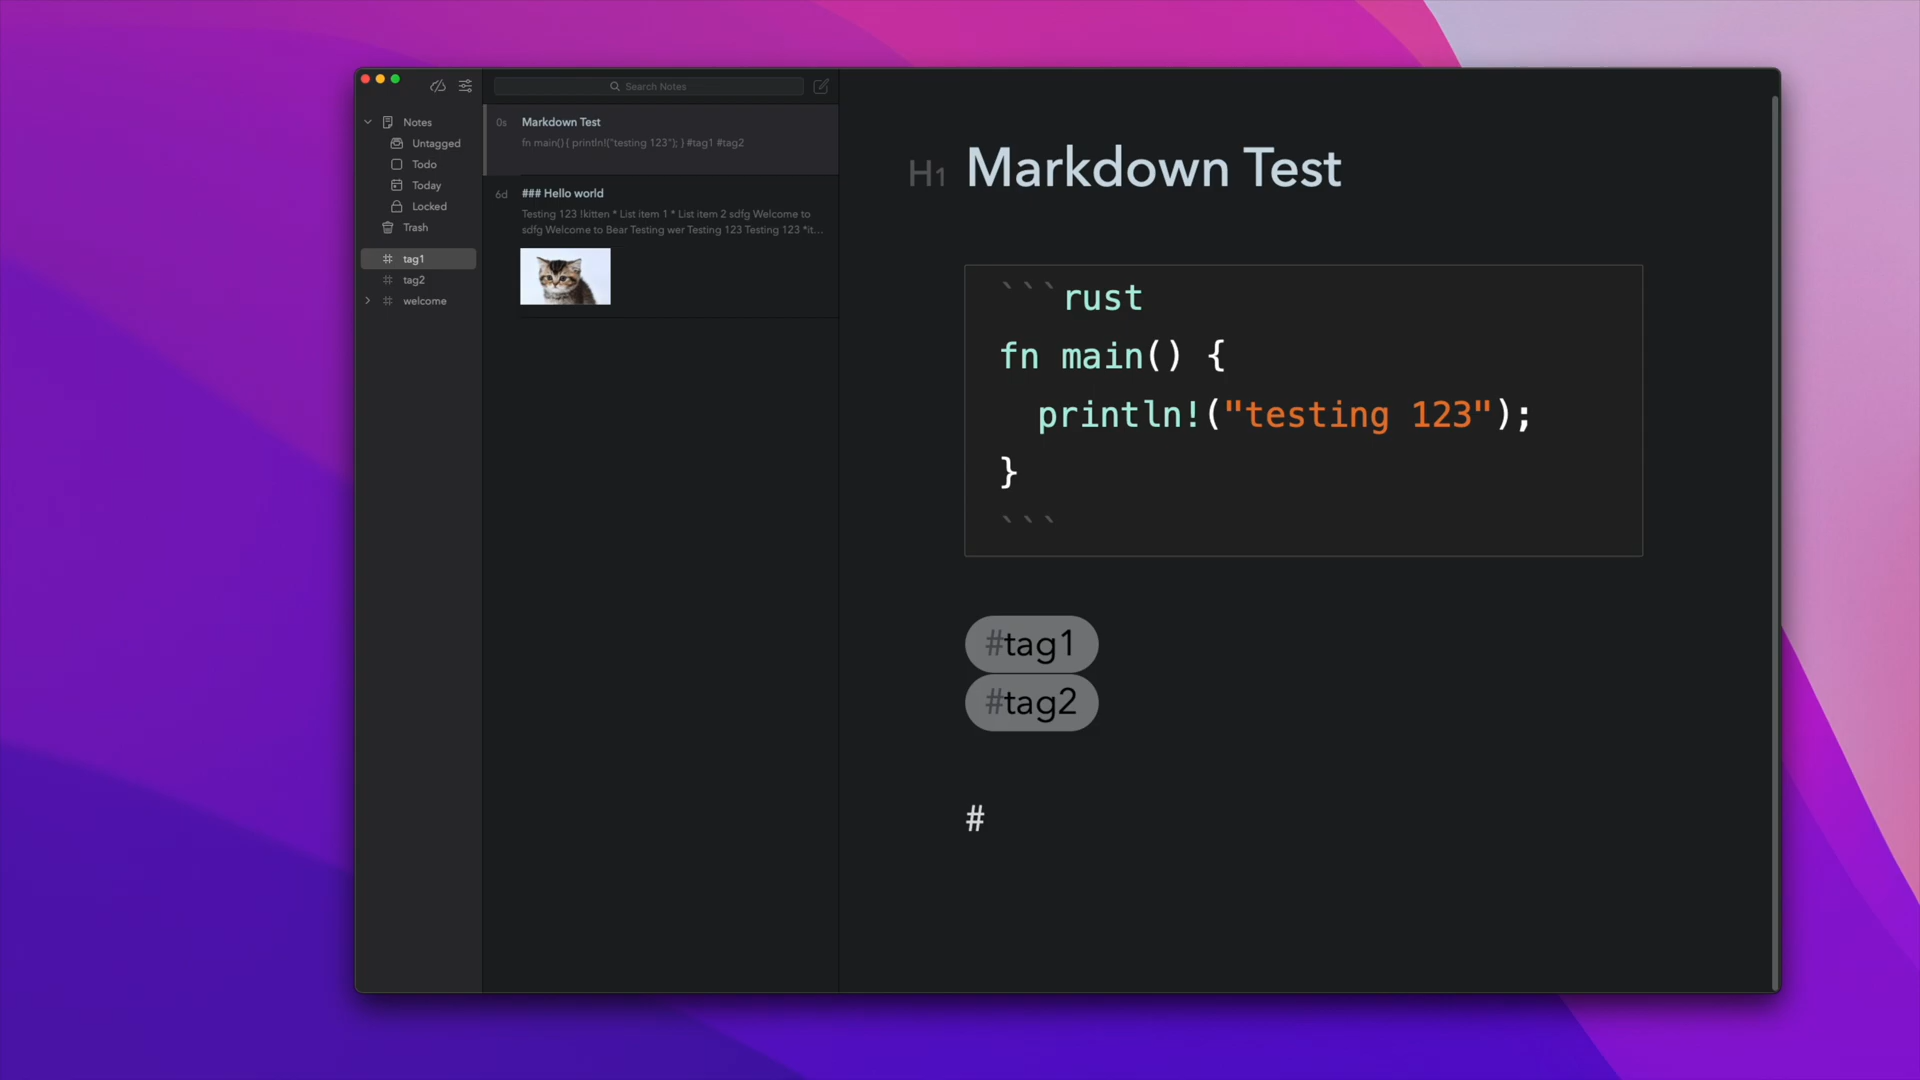 Notes
Untagged
Todo
Today
Locked
Trash
# tag1
# tag2
# welcome
Search Notes
0s Markdown Test
fn main() { println!("testing 123"); } #tag1 #tag2
6d ### Hello world
Testing 123 !kitten * List item 1 * List item 2 sdfg Welcome to
sdfg Welcome to Bear Testing wer Testing 123 Testing 123 *it...
H1 Markdown Test
```rust
fn main() {
  println!("testing 123");
}
```
#tag1
#tag2
#